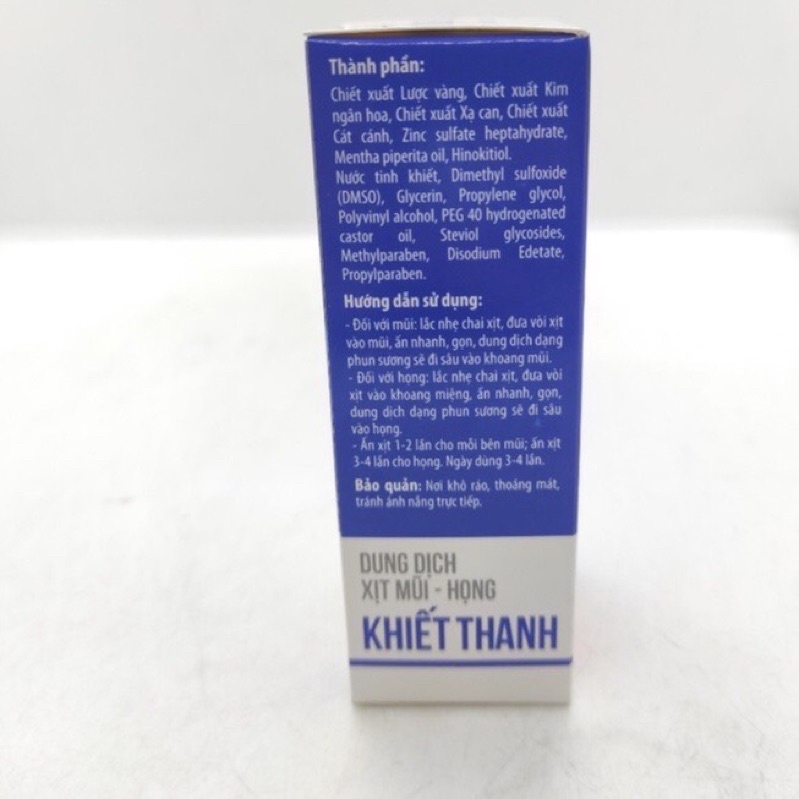 Thành phần:
Chiết xuất Lược vàng, Chiết xuất Kim
ngân hoa, Chiết xuất Xạ can, Chiết xuất
Cát cánh, Zinc sulfate heptahydrate,
Mentha piperita oil, Hinokitiol.
Nước tinh khiết, Dimethyl sulfoxide
(DMSO), Glycerin, Propylene glycol,
Polyvinyl alcohol, PEG 40 hydrogenated
castor oil, Steviol glycosides,
Methylparaben, Disodium Edetate,
Propylparaben.
Hướng dẫn sử dụng:
- Đối với mũi: lắc nhẹ chai xịt, đưa vòi xịt
vào mũi, ấn nhanh, gọn, dung dịch dạng
phun sương sẽ đi sâu vào khoang mũi.
- Đối với họng: lắc nhẹ chai xịt, đưa vòi
xịt vào khoang miệng, ấn nhanh, gọn,
dung dịch dạng phun sương sẽ đi sâu
vào họng.
- Ấn xịt 1-2 lần cho mỗi bên mũi; ấn xịt
3-4 lần cho họng. Ngày dùng 3-4 lần.
Bảo quản: Nơi khô ráo, thoáng mát,
tránh ánh nắng trực tiếp.
DUNG DỊCH
XỊT MŨI - HỌNG
KHIẾT THANH